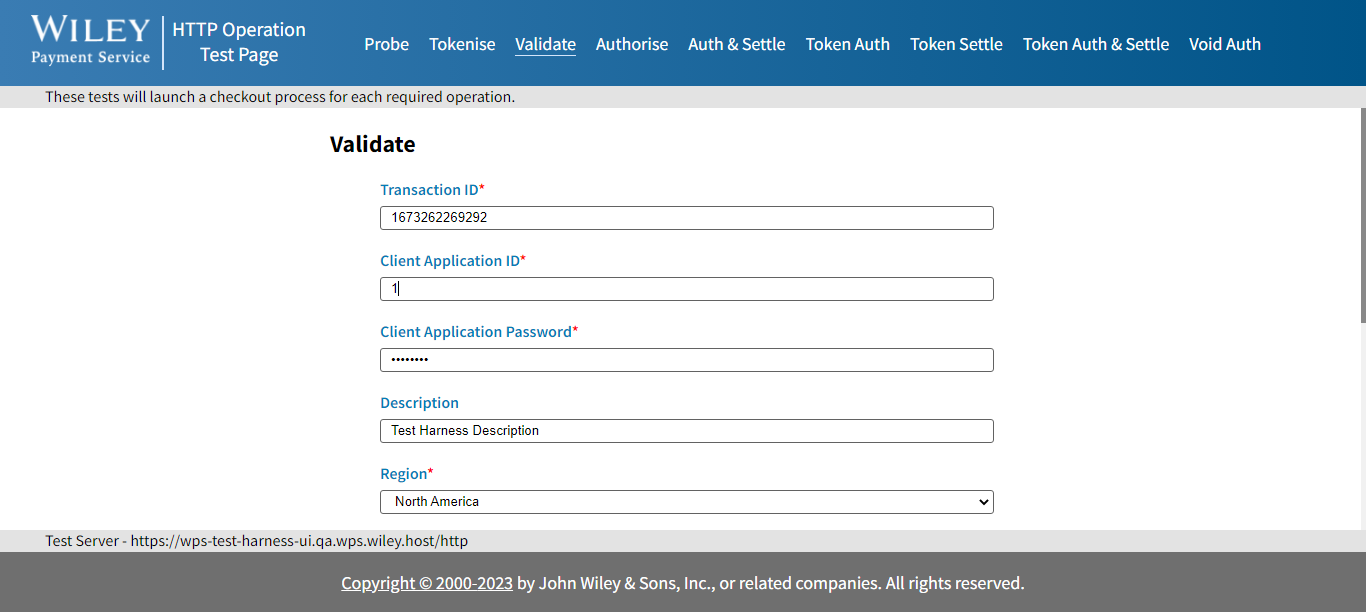 WILEY
Payment Service
HTTP Operation
Test Page
Probe Tokenise Validate Authorise Auth & Settle Token Auth Token Settle Token Auth & Settle Void Auth
These tests will launch a checkout process for each required operation.
Validate
Transaction ID*
1673262269292
Client Application ID*
1
Client Application Password*
••••••••
Description
Test Harness Description
Region*
North America
Test Server - https://wps-test-harness-ui.qa.wps.wiley.host/http
Copyright © 2000-2023 by John Wiley & Sons, Inc., or related companies. All rights reserved.